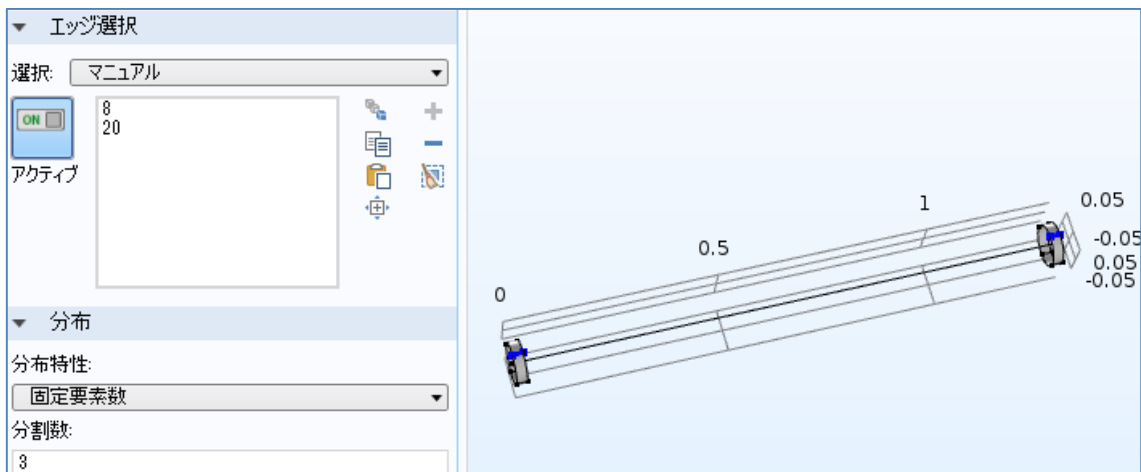 エッジ選択
選択: マニュアル
ON
8
20
アクティブ
分布
分布特性:
固定要素数
分割数:
3
0
0.5
1
0.05
-0.05
0.05
-0.05